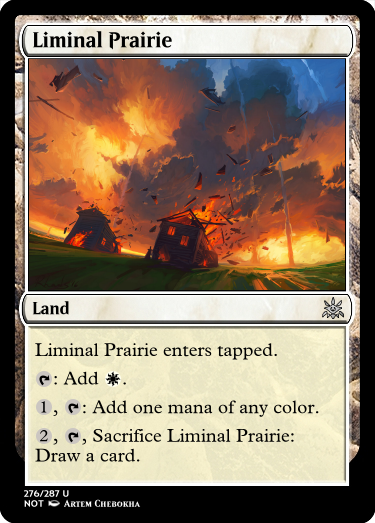 Liminal Prairie
Land
Liminal Prairie enters tapped.
: Add .
1, : Add one mana of any color.
2, , Sacrifice Liminal Prairie:
Draw a card.
276/287 U
NOT Artem Chebokha